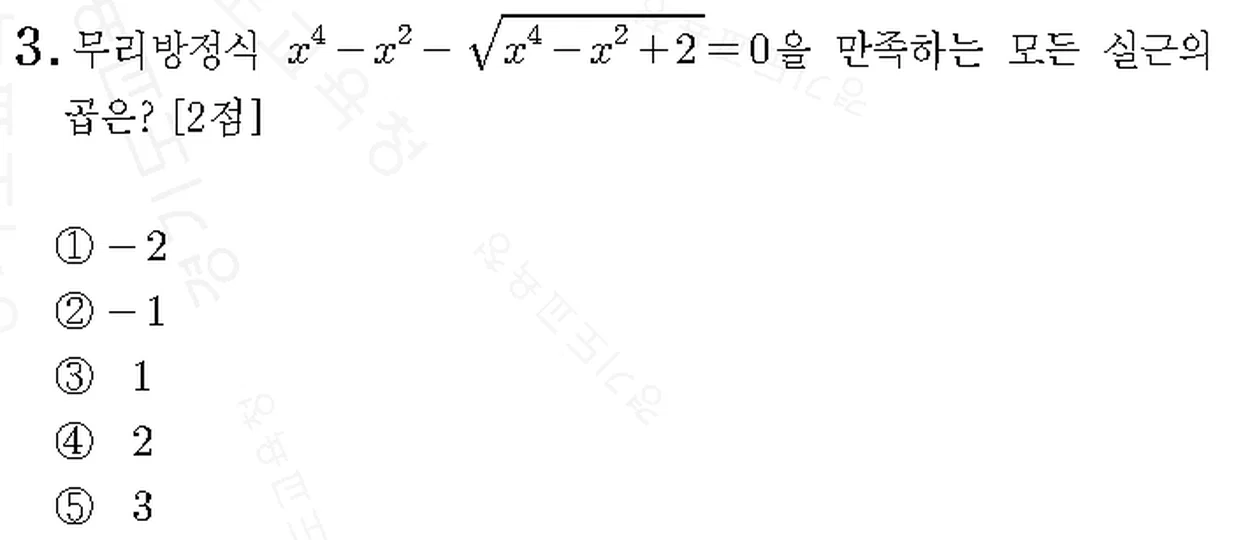 3. 무리방정식 x⁴ − x² − √(x⁴ − x² + 2) = 0을 만족하는 모든 실근의
곱은? [2점]
① − 2
② − 1
③ 1
④ 2
⑤ 3